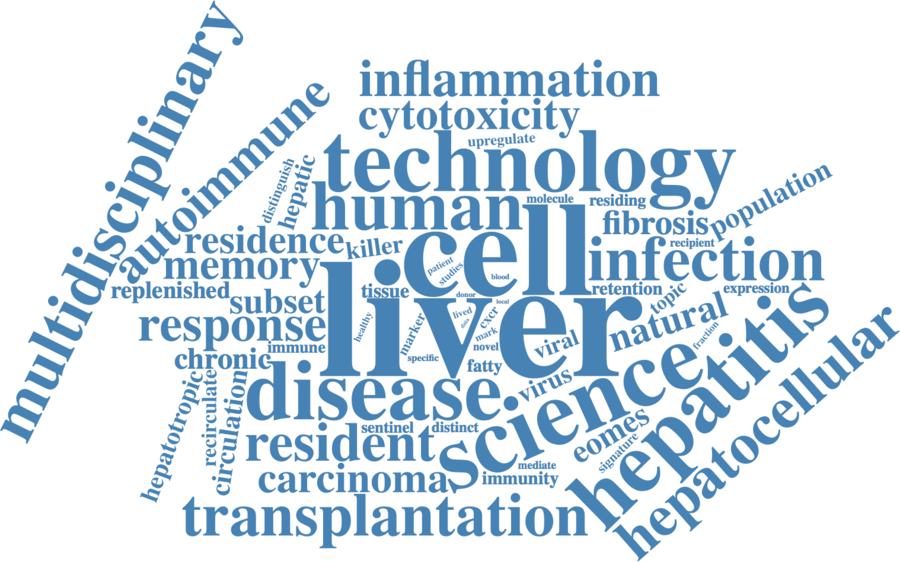 multidisciplinary
autoimmune
inflammation
cytotoxicity
upregulate
technology
distinguish
hepatic
human
molecule
residing
population
fibrosis
recipient
residence
killer
cell
infection
memory
patient
studies
blood
replenished
subset
tissue
retention
expression
topic
liver
donor
local
lived
data
cxcr
mark
marker
healthy
natural
response
immune
novel
viral
fraction
chronic
specific
fatty
disease
virus
science
hepatitis
hepatocellular
hepatotropic
recirculate
circulation
sentinel
distinct
resident
eomes
signature
mediate
immunity
carcinoma
transplantation